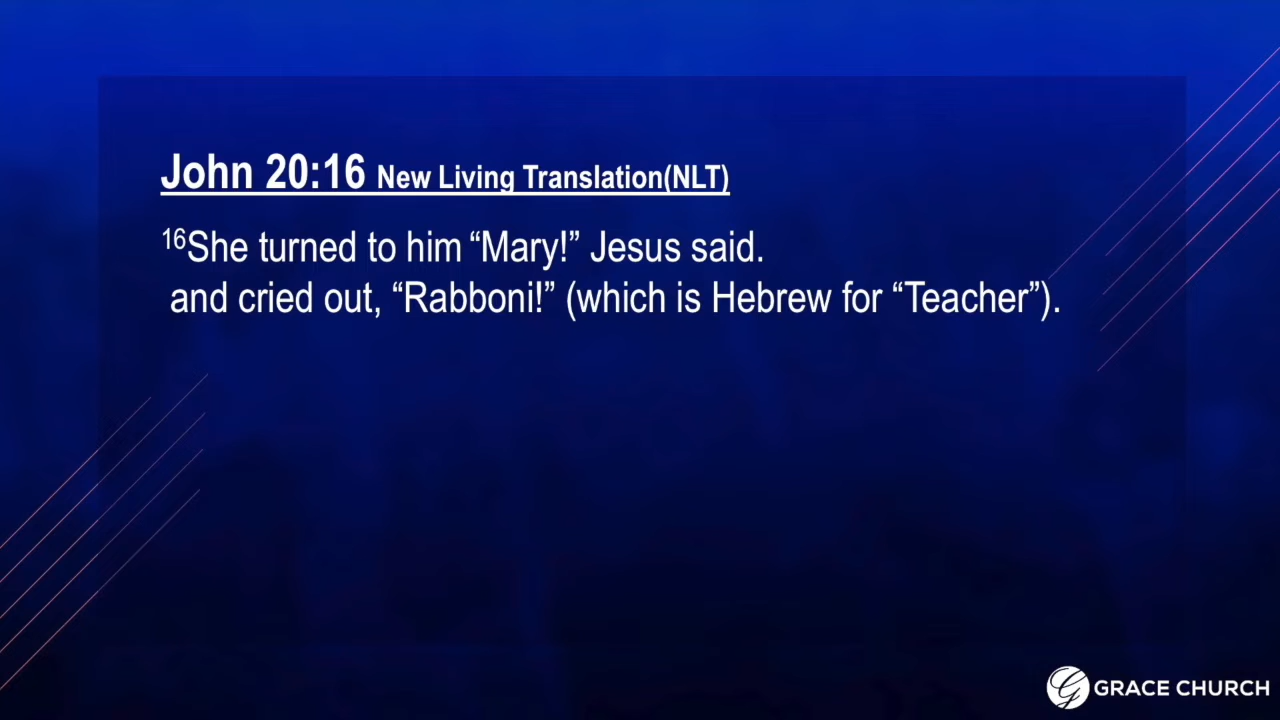 John 20:16 New Living Translation(NLT)
16She turned to him “Mary!” Jesus said.
and cried out, “Rabboni!” (which is Hebrew for “Teacher”).
GRACE CHURCH